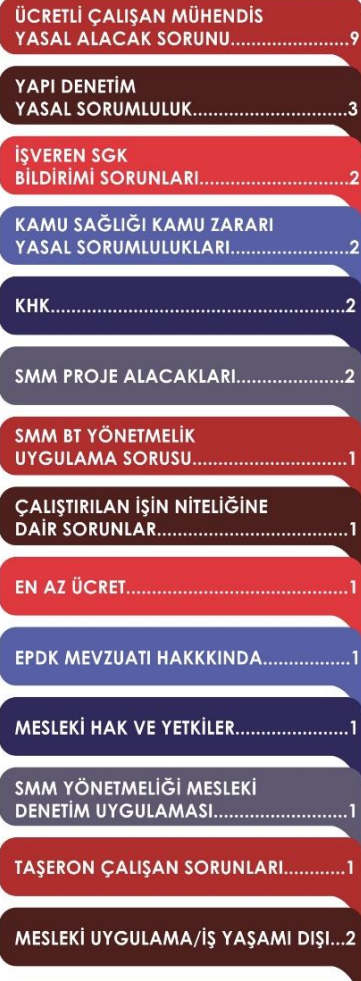 ÜCRETLİ ÇALIŞAN MÜHENDİS
YASAL ALACAK SORUNU......................9
YAPI DENETİM
YASAL SORUMLULUK.............................3
İŞVEREN SGK
BİLDİRİMİ SORUNLARI............................2
KAMU SAĞLIĞI KAMU ZARARI
YASAL SORUMLULUKLARI......................2
KHK......................................................2
SMM PROJE ALACAKLARI......................2
SMM BT YÖNETMELİK
UYGULAMA SORUSU.............................1
ÇALIŞTIRILAN İŞİN NİTELİĞİNE
DAİR SORUNLAR...................................1
EN AZ ÜCRET.........................................1
EPDK MEVZUATI HAKKKINDA.................1
MESLEKİ HAK VE YETKİLER.....................1
SMM YÖNETMELİĞİ MESLEKİ
DENETİM UYGULAMASI.........................1
TAŞERON ÇALIŞAN SORUNLARI............1
MESLEKİ UYGULAMA/İŞ YAŞAMI DIŞI...2